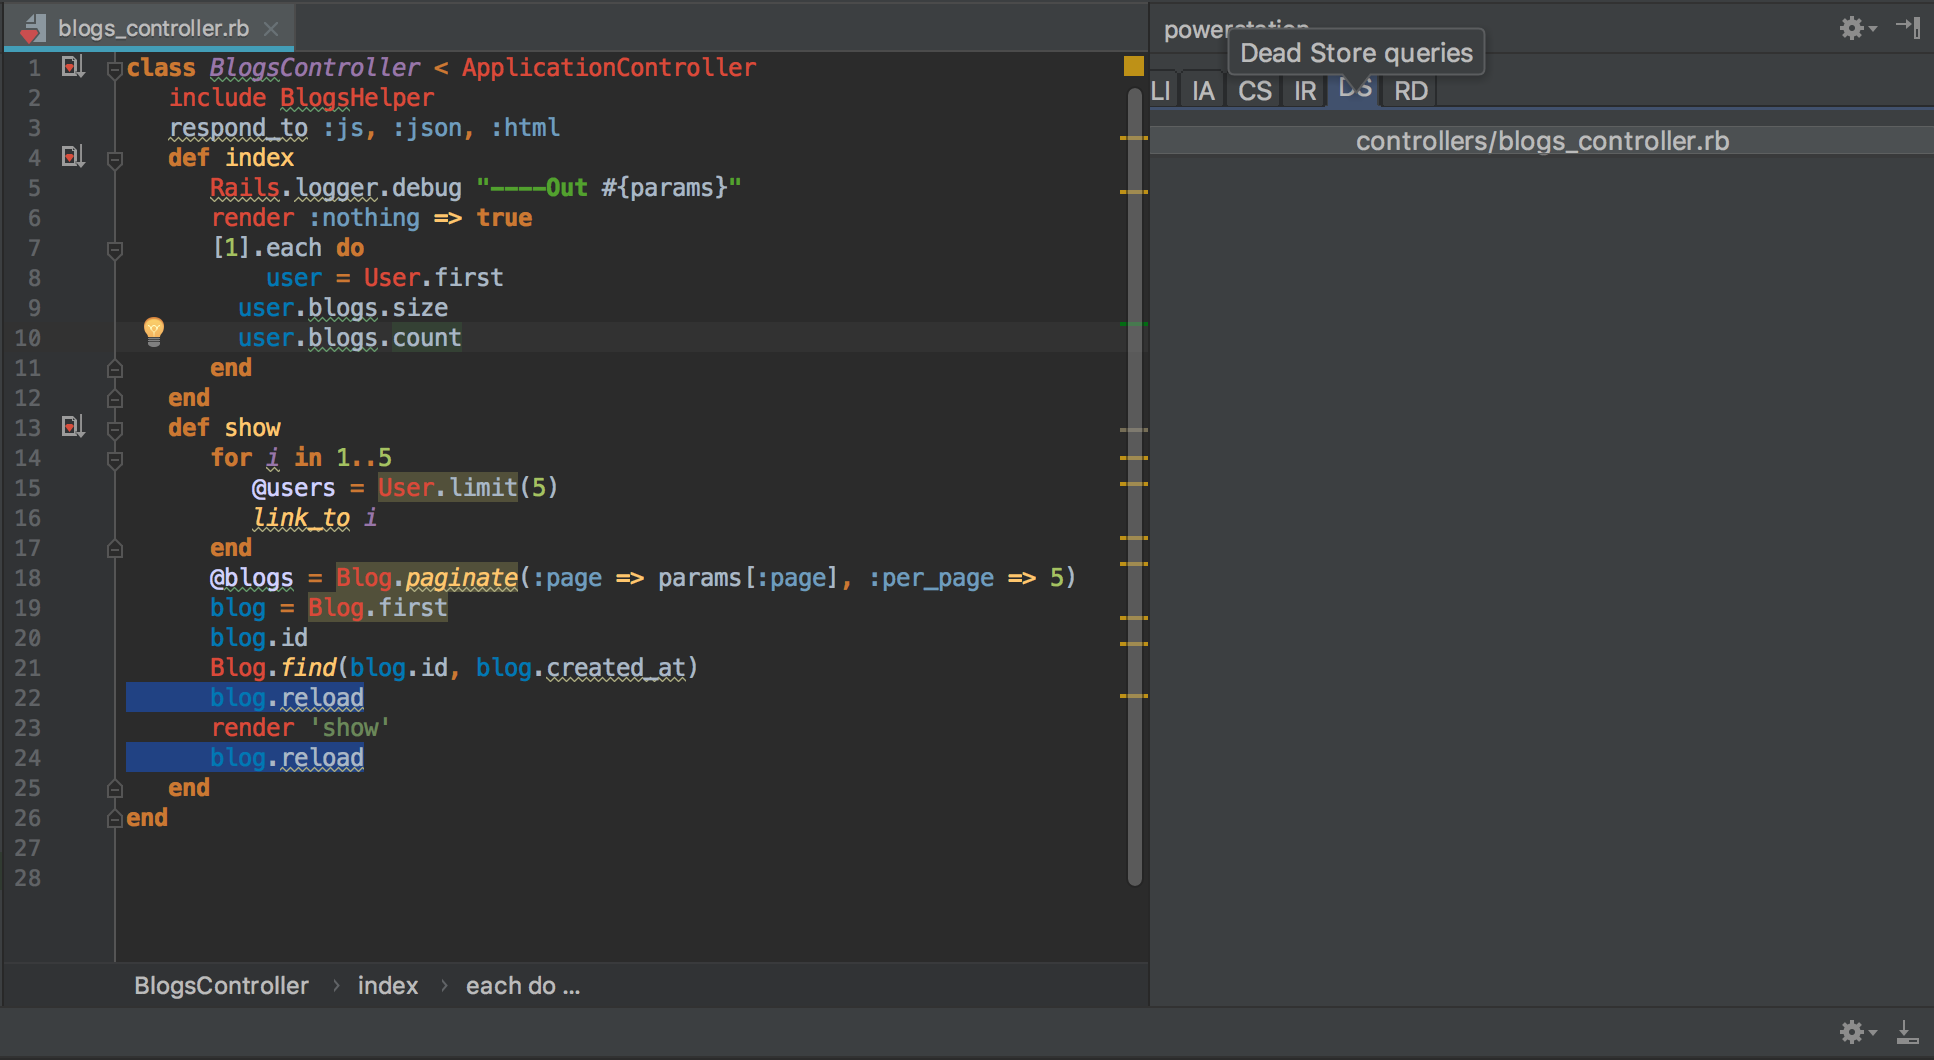 blogs_controller.rb
1 class BlogsController < ApplicationController
2 include BlogsHelper
3 respond_to :js, :json, :html
4 def index
5 Rails.logger.debug "----Out #{params}"
6 render :nothing => true
7 [1].each do
8 user = User.first
9 user.blogs.size
10 user.blogs.count
11 end
12 end
13 def show
14 for i in 1..5
15 @users = User.limit(5)
16 link_to i
17 end
18 @blogs = Blog.paginate(:page => params[:page], :per_page => 5)
19 blog = Blog.first
20 blog.id
21 Blog.find(blog.id, blog.created_at)
22 blog.reload
23 render 'show'
24 blog.reload
25 end
26 end
27
28
BlogsController › index › each do ...
powerstation
Dead Store queries
LI IA CS IR DS RD
controllers/blogs_controller.rb